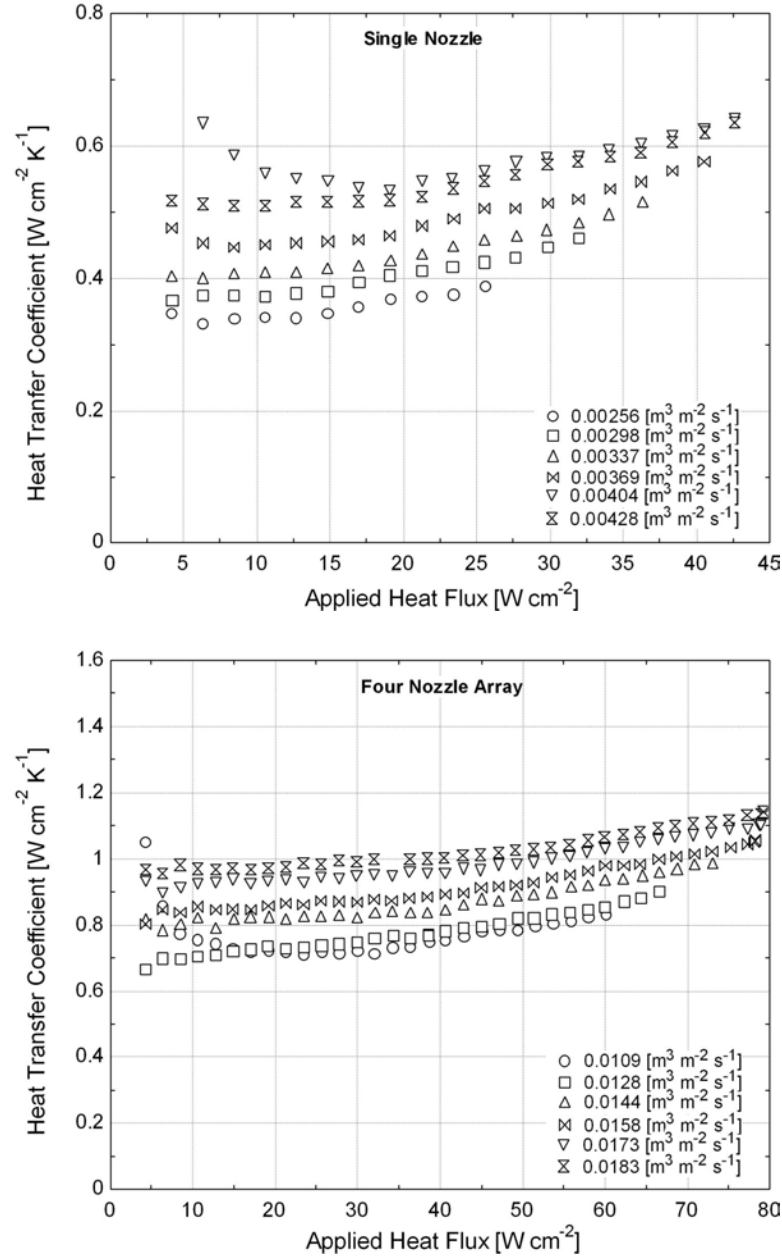 Single Nozzle
Heat Tranfer Coefficient [W cm⁻² K⁻¹]
0.8
0.6
0.4
0.2
0
0.00256 [m³ m⁻² s⁻¹]
0.00298 [m³ m⁻² s⁻¹]
0.00337 [m³ m⁻² s⁻¹]
0.00369 [m³ m⁻² s⁻¹]
0.00404 [m³ m⁻² s⁻¹]
0.00428 [m³ m⁻² s⁻¹]
0 5 10 15 20 25 30 35 40 45
Applied Heat Flux [W cm⁻²]
Four Nozzle Array
Heat Transfer Coefficient [W cm⁻² K⁻¹]
1.6
1.4
1.2
1
0.8
0.6
0.4
0.2
0
0.0109 [m³ m⁻² s⁻¹]
0.0128 [m³ m⁻² s⁻¹]
0.0144 [m³ m⁻² s⁻¹]
0.0158 [m³ m⁻² s⁻¹]
0.0173 [m³ m⁻² s⁻¹]
0.0183 [m³ m⁻² s⁻¹]
0 10 20 30 40 50 60 70 80
Applied Heat Flux [W cm⁻²]